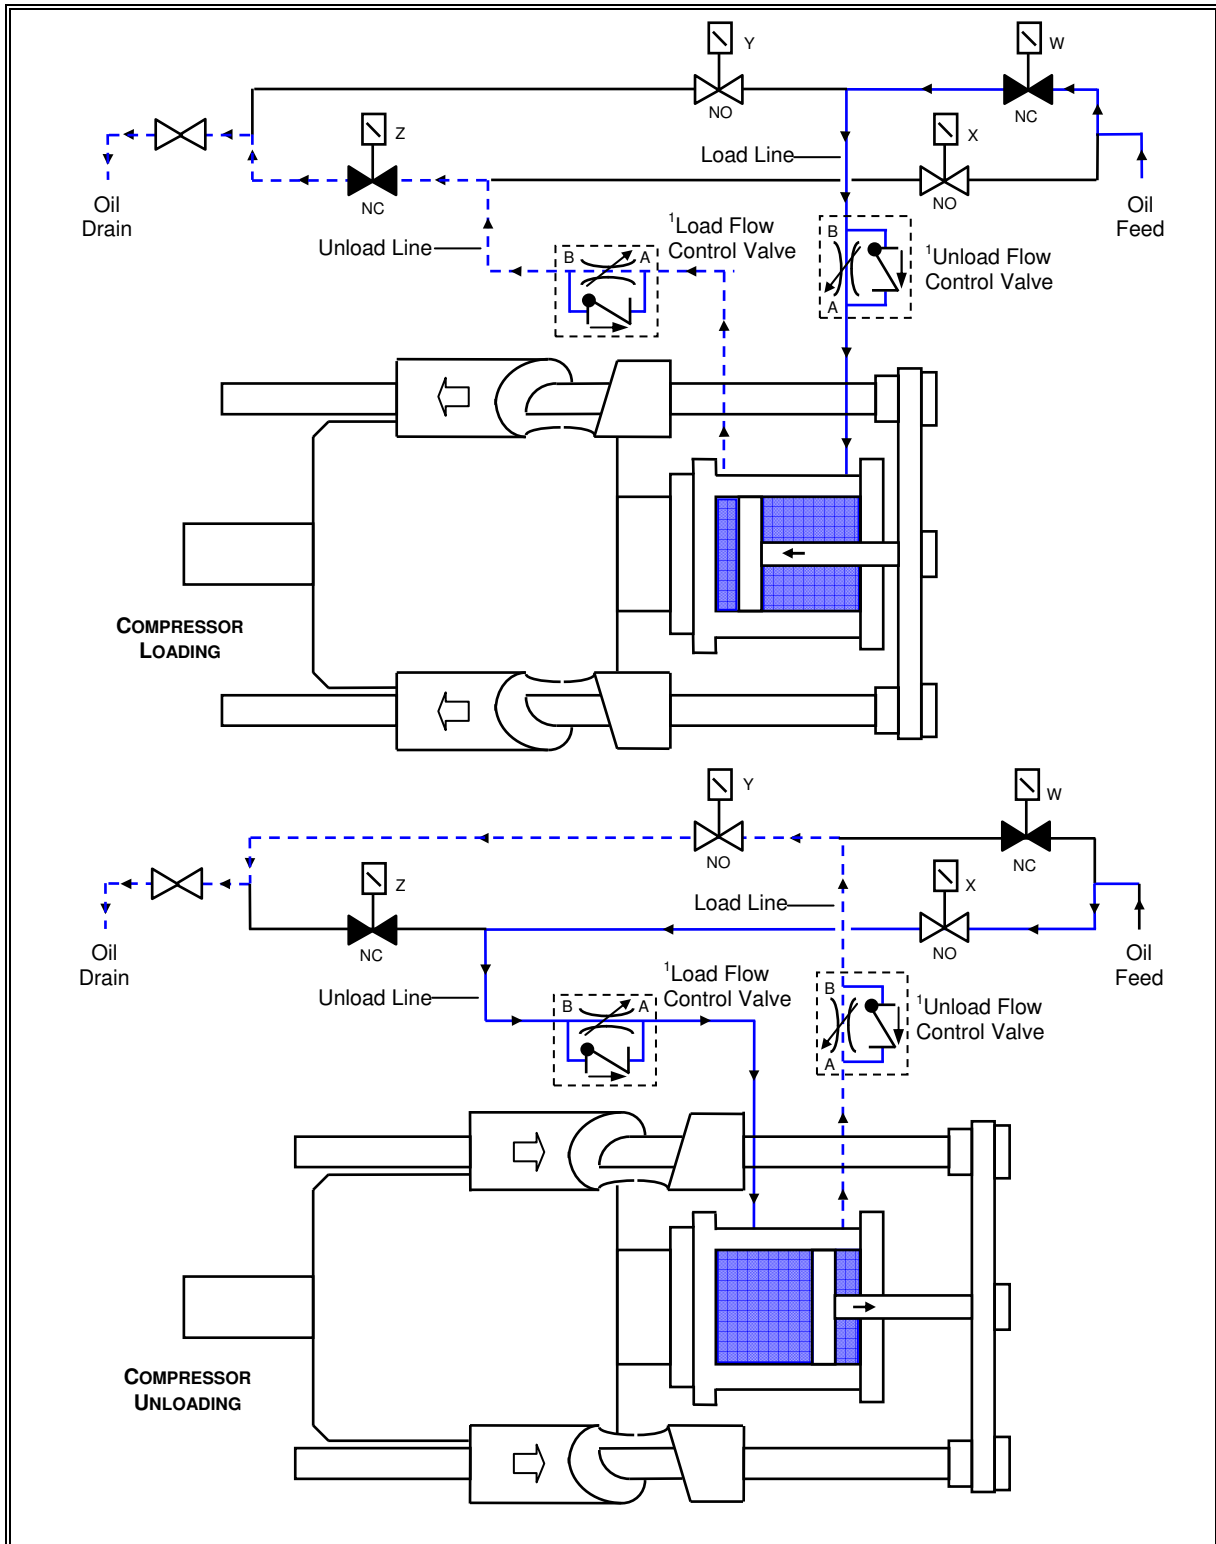 Y
W
NO
NC
Z
X
Load Line
NC
NO
Oil
Drain
Oil
Feed
Unload Line
1Load Flow
Control Valve
B
A
B
A
1Unload Flow
Control Valve
COMPRESSOR
LOADING
Y
W
NO
NC
Z
X
Load Line
NC
NO
Oil
Drain
Oil
Feed
Unload Line
1Load Flow
Control Valve
B
A
B
A
1Unload Flow
Control Valve
COMPRESSOR
UNLOADING